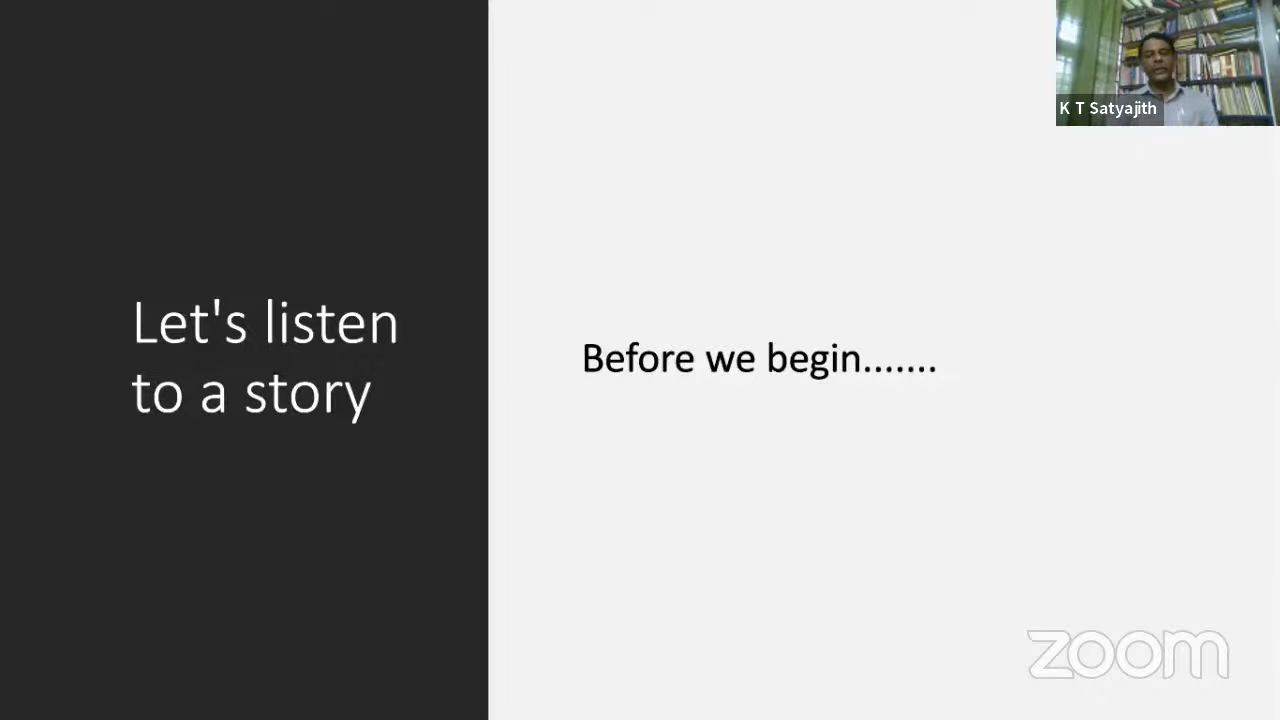 K T Satyajith
Let's listen
to a story
Before we begin.......
zoom